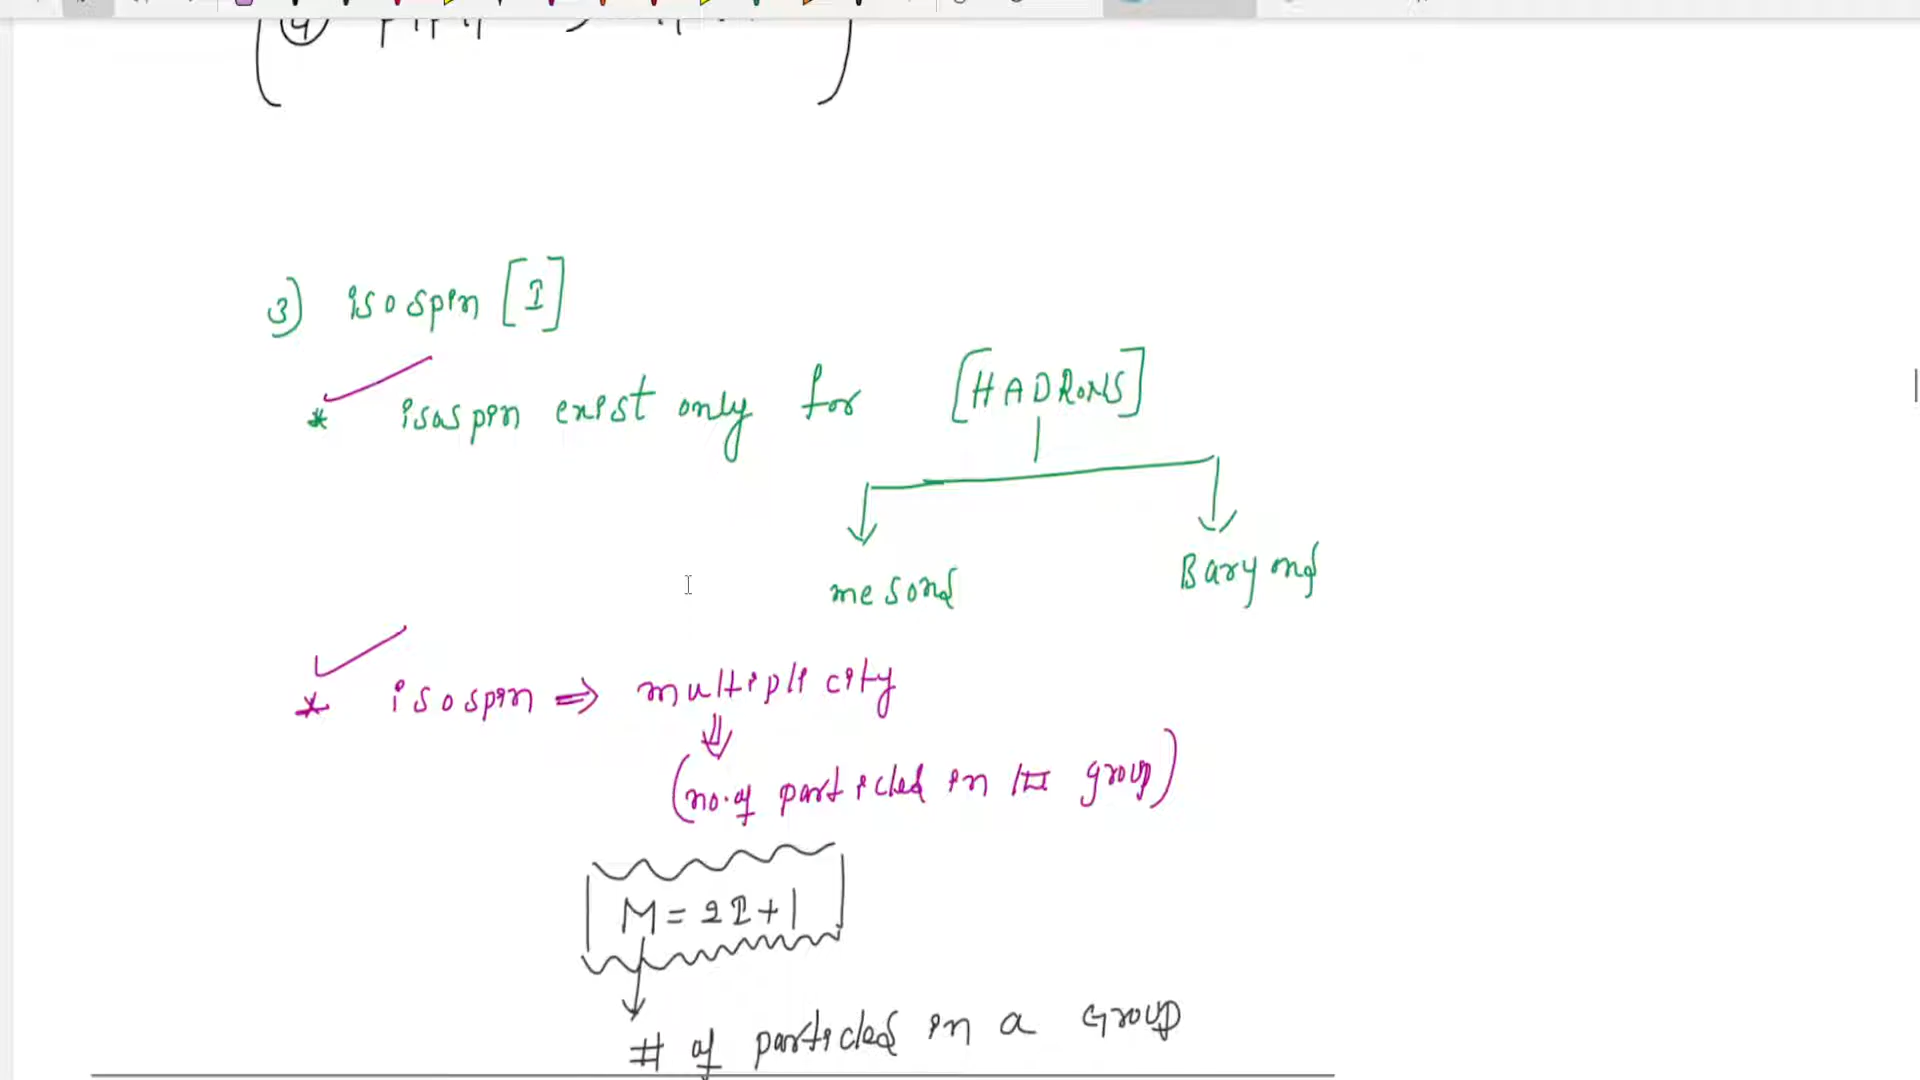 3) isospin [I]
* isospin exist only for [HADRONS]
mesons Baryons
* isospin ⇒ multiplicity
(no. of particles in group)
M = 2I + 1
# of particles in a Group